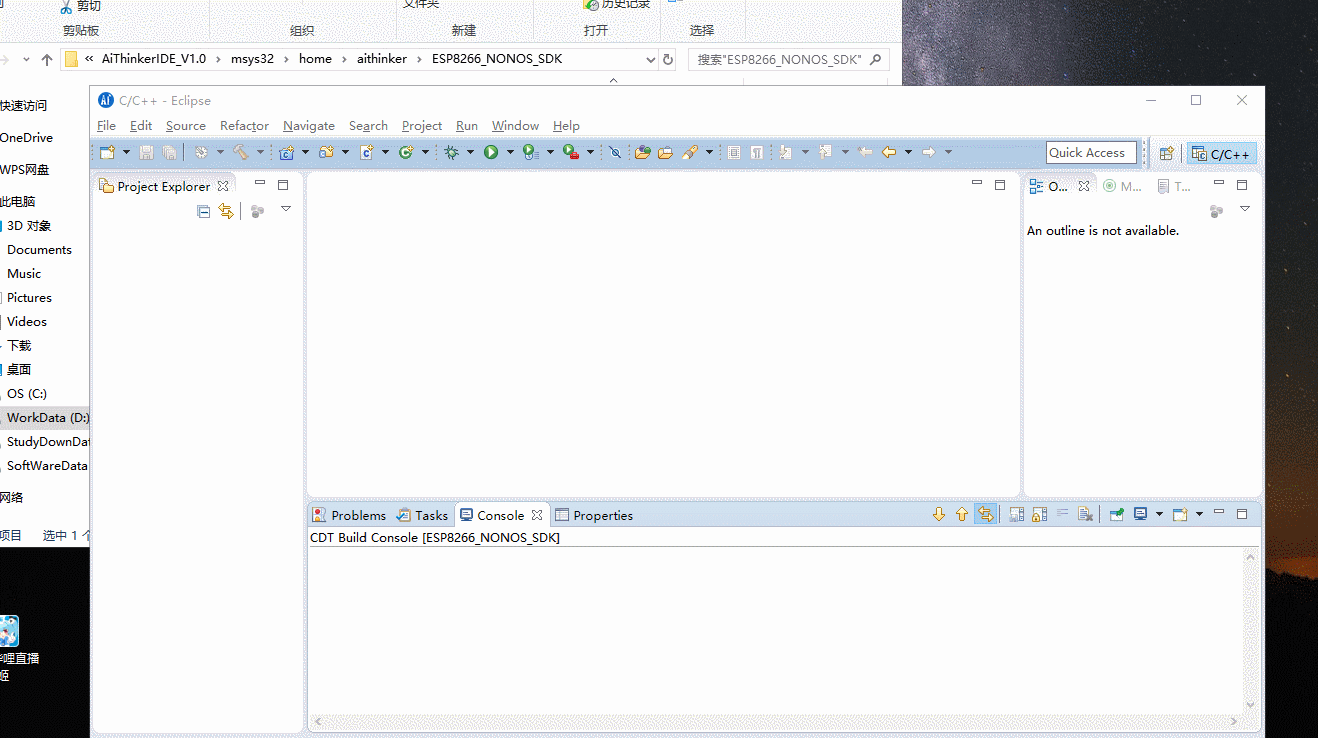 剪切
文件夹
历史记录
剪贴板
组织
新建
打开
选择
« AiThinkerIDE_V1.0 › msys32 › home › aithinker › ESP8266_NONOS_SDK
搜索"ESP8266_NONOS_SDK"
快速访问
OneDrive
WPS网盘
此电脑
3D 对象
Documents
Music
Pictures
Videos
下载
桌面
OS (C:)
WorkData (D:)
StudyDownDat
SoftWareData
网络
项目 选中 1 个
哩直播
姬
C/C++ - Eclipse
File Edit Source Refactor Navigate Search Project Run Window Help
Quick Access
C/C++
Project Explorer
O... M... T...
An outline is not available.
Problems Tasks Console Properties
CDT Build Console [ESP8266_NONOS_SDK]